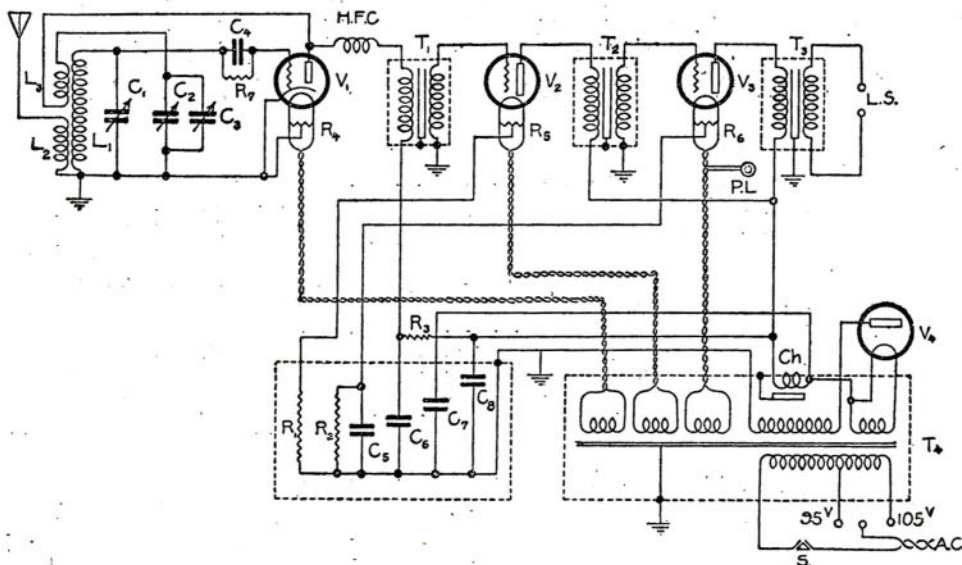 H.F.C
C4
T1
T2
T3
V1
V2
V3
L3
R7
C2
L.S.
C1
C3
R4
R5
R6
L2
L1
P.L
R3
V4
Ch.
C8
R1
R2
C7
C6
C5
T4
95V
105V
S.
A.C